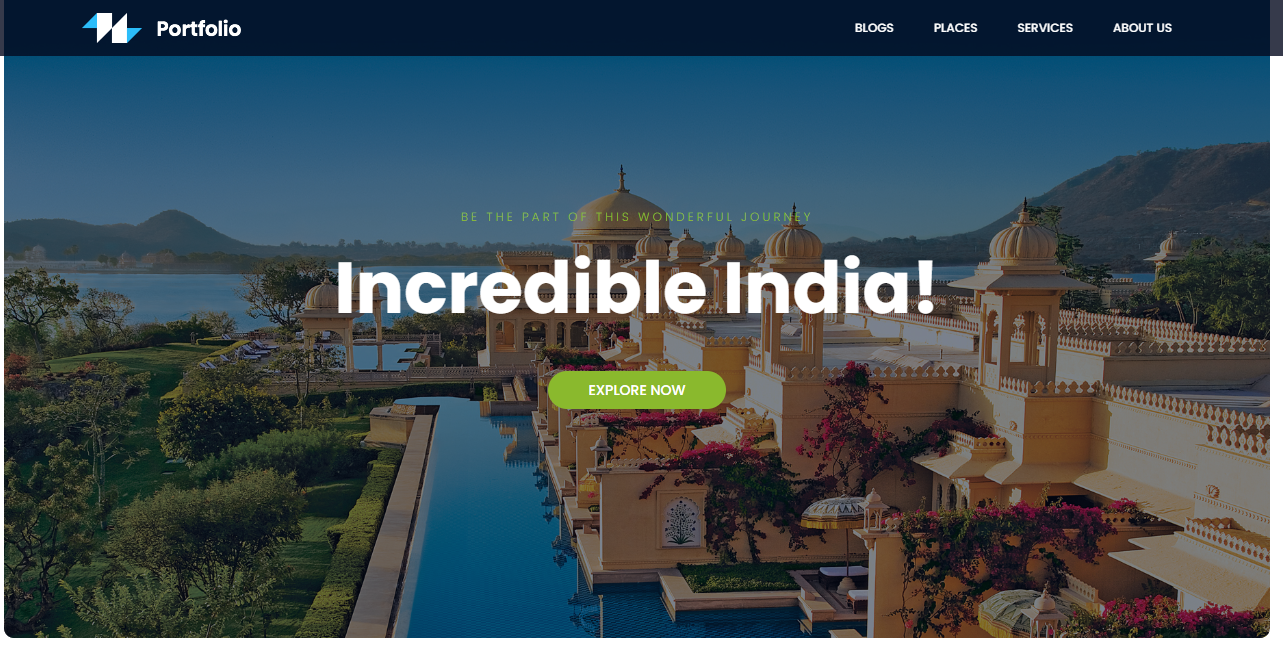 Portfolio
BLOGS PLACES SERVICES ABOUT US
BE THE PART OF THIS WONDERFUL JOURNEY
Incredible India!
EXPLORE NOW